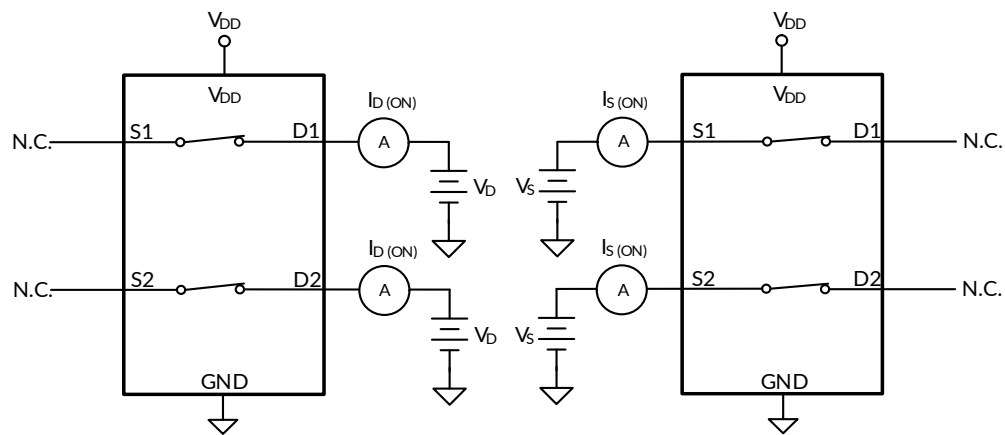 VDD
VDD
ID (ON)
N.C.
S1
D1
A
VD
ID (ON)
N.C.
S2
D2
A
VD
GND
VDD
VDD
IS (ON)
A
S1
D1
N.C.
VS
IS (ON)
A
S2
D2
N.C.
VS
GND